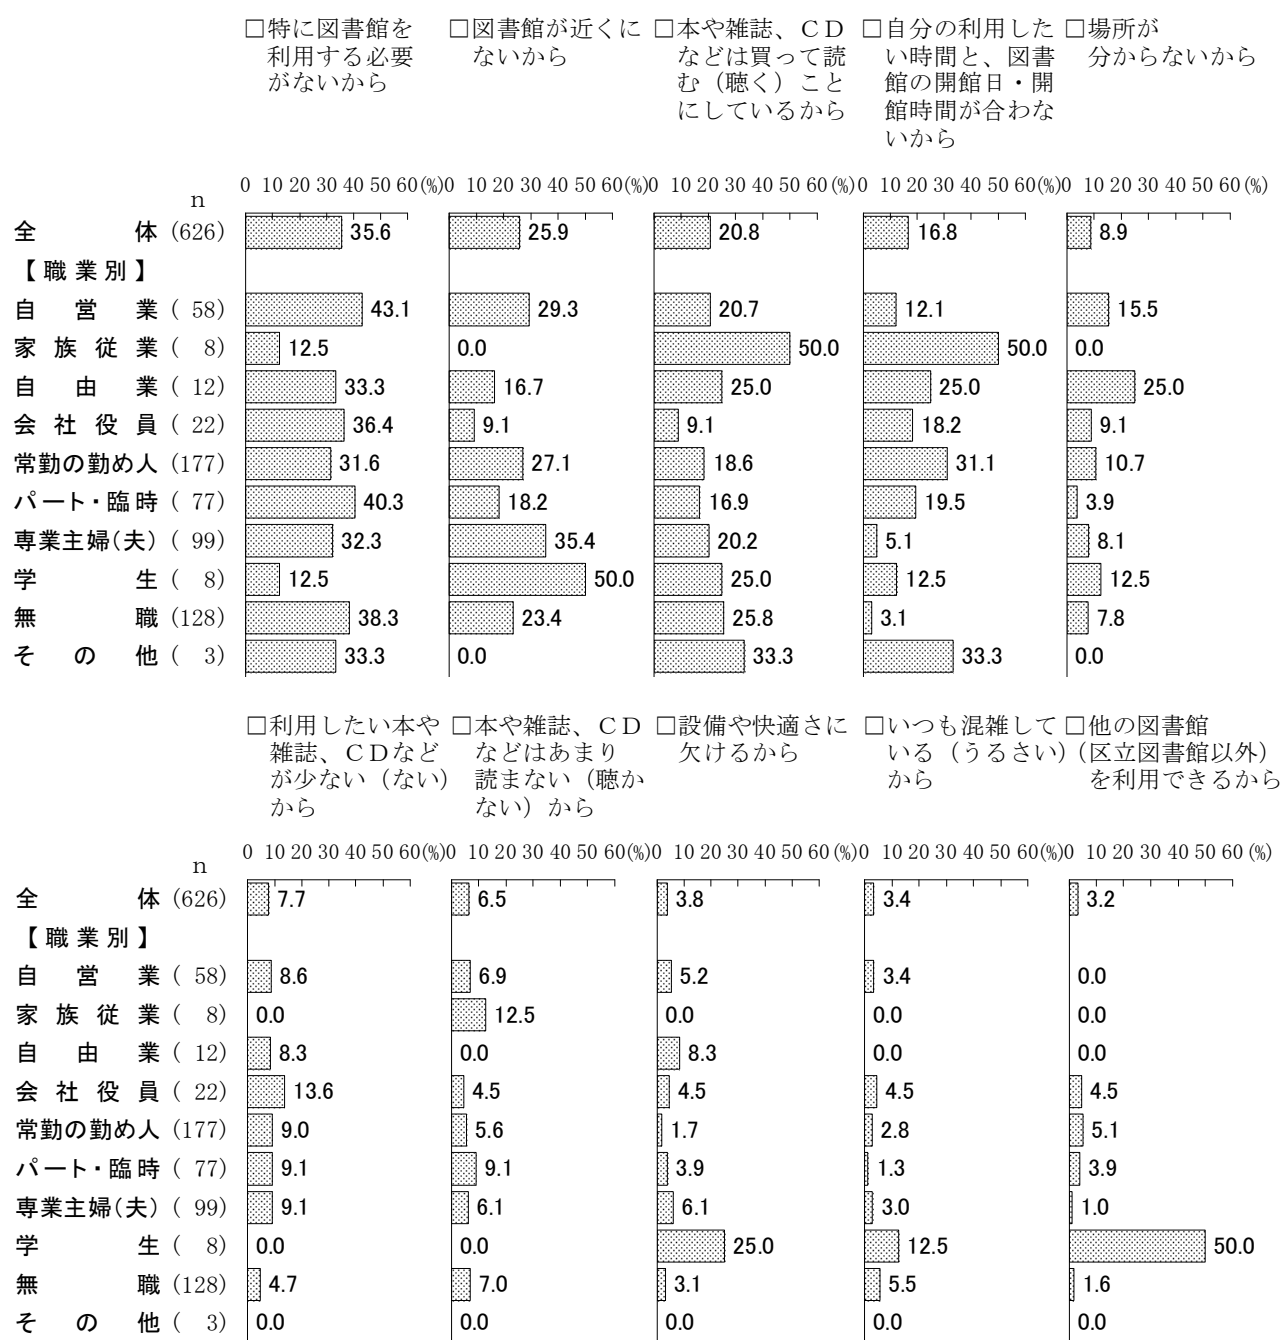 □特に図書館を
利用する必要
がないから
□図書館が近くに
ないから
□本や雑誌、ＣＤ
などは買って読
む（聴く）こと
にしているから
□自分の利用した
い時間と、図書
館の開館日・開
館時間が合わな
いから
□場所が
分からないから
0 10 20 30 40 50 60(%) 0 10 20 30 40 50 60(%) 0 10 20 30 40 50 60(%) 0 10 20 30 40 50 60(%) 0 10 20 30 40 50 60 (%)
ｎ
全体 (626) 35.6 25.9 20.8 16.8 8.9
【職業別】
自営業 ( 58) 43.1 29.3 20.7 12.1 15.5
家族従業 ( 8) 12.5 0.0 50.0 50.0 0.0
自由業 ( 12) 33.3 16.7 25.0 25.0 25.0
会社役員 ( 22) 36.4 9.1 9.1 18.2 9.1
常勤の勤め人 (177) 31.6 27.1 18.6 31.1 10.7
パート・臨時 ( 77) 40.3 18.2 16.9 19.5 3.9
専業主婦(夫) ( 99) 32.3 35.4 20.2 5.1 8.1
学生 ( 8) 12.5 50.0 25.0 12.5 12.5
無職 (128) 38.3 23.4 25.8 3.1 7.8
その他 ( 3) 33.3 0.0 33.3 33.3 0.0
□利用したい本や
雑誌、ＣＤなど
が少ない（ない）
から
□本や雑誌、ＣＤ
などはあまり
読まない（聴か
ない）から
□設備や快適さに
欠けるから
□いつも混雑して
いる（うるさい）
から
□他の図書館
（区立図書館以外）
を利用できるから
0 10 20 30 40 50 60(%) 0 10 20 30 40 50 60(%) 0 10 20 30 40 50 60(%) 0 10 20 30 40 50 60(%) 0 10 20 30 40 50 60 (%)
ｎ
全体 (626) 7.7 6.5 3.8 3.4 3.2
【職業別】
自営業 ( 58) 8.6 6.9 5.2 3.4 0.0
家族従業 ( 8) 0.0 12.5 0.0 0.0 0.0
自由業 ( 12) 8.3 0.0 8.3 0.0 0.0
会社役員 ( 22) 13.6 4.5 4.5 4.5 4.5
常勤の勤め人 (177) 9.0 5.6 1.7 2.8 5.1
パート・臨時 ( 77) 9.1 9.1 3.9 1.3 3.9
専業主婦(夫) ( 99) 9.1 6.1 6.1 3.0 1.0
学生 ( 8) 0.0 0.0 25.0 12.5 50.0
無職 (128) 4.7 7.0 3.1 5.5 1.6
その他 ( 3) 0.0 0.0 0.0 0.0 0.0